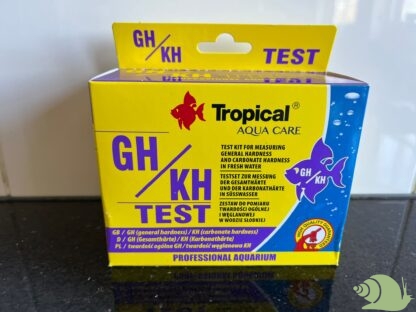 GH/KH
TEST
Tropical®
AQUA CARE
GH/KH
TEST
TEST KIT FOR MEASURING
GENERAL HARDNESS
AND CARBONATE HARDNESS
IN FRESH WATER
TESTSET ZUR MESSUNG
DER GESAMTHÄRTE
UND DER KARBONATHÄRTE
IN SÜSSWASSER
ZESTAW DO POMIARU
TWARDOŚCI OGÓLNEJ
I WĘGLANOWEJ
W WODZIE SŁODKIEJ
GH/KH
GB / GH (general hardness) / KH (carbonate hardness)
D / GH (Gesamthärte) / KH (Karbonathärte)
PL / twardość ogólna GH / twardość węglanowa KH
PROFESSIONAL AQUARIUM